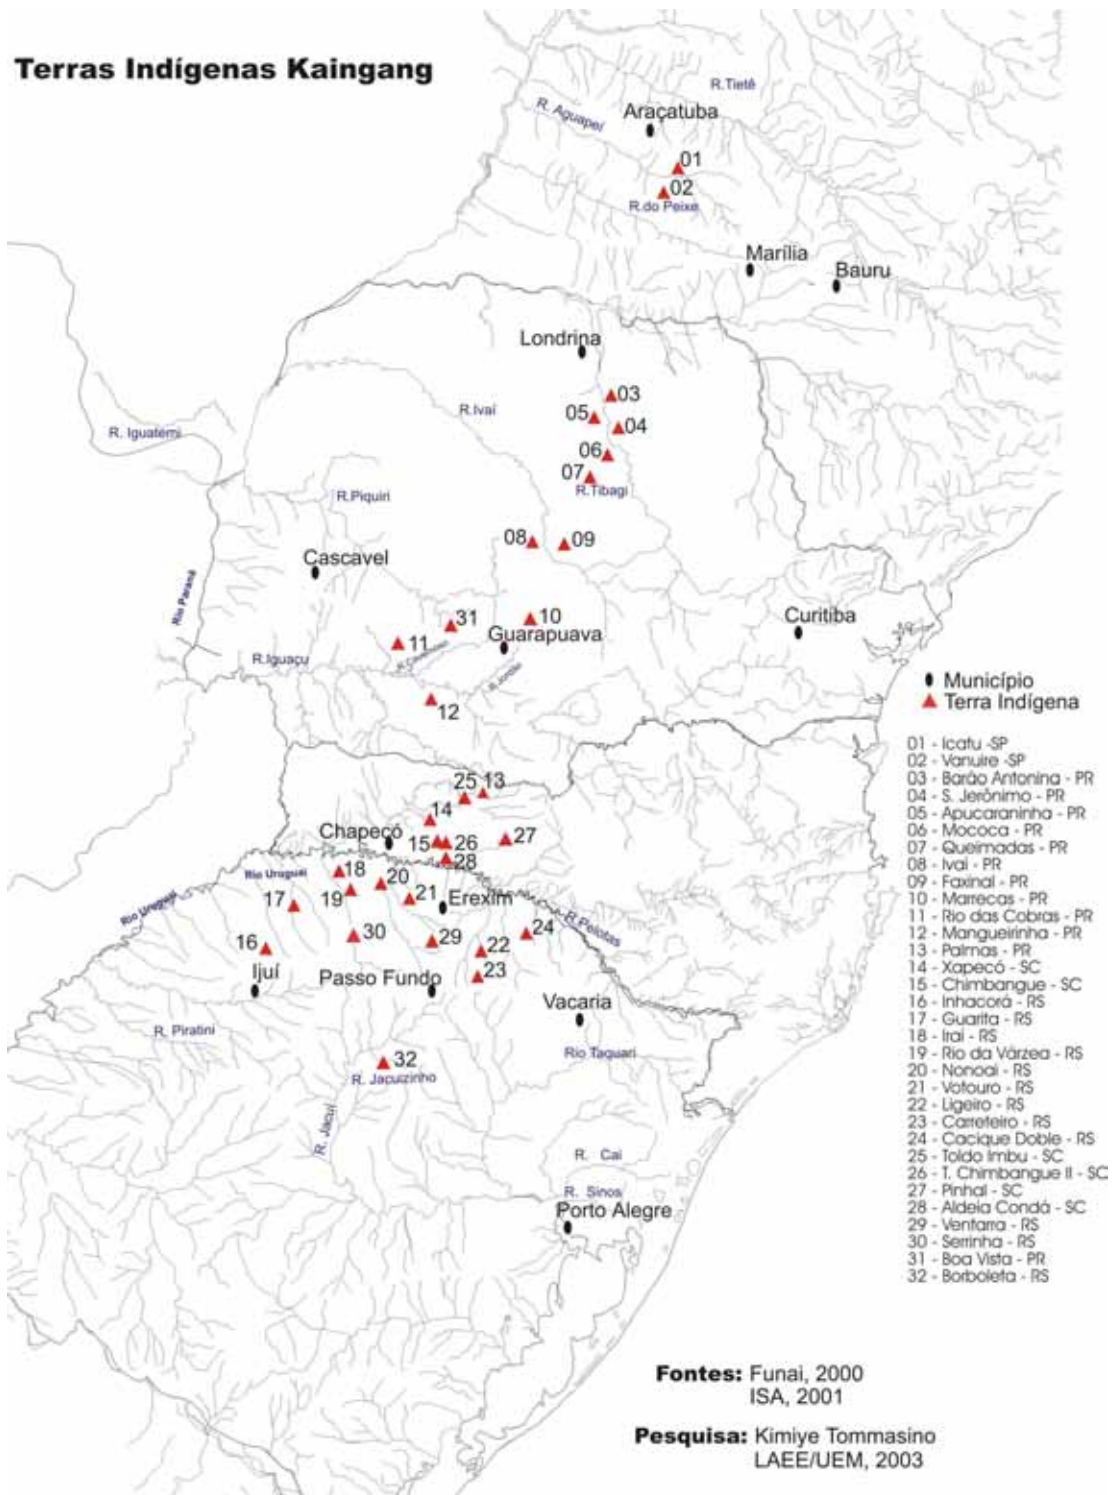 Terras Indígenas Kaingang
R.Tietê
R. Aguapeí
Araçatuba
01
02
R.do Peixe
Marília
Bauru
Londrina
03
R.Ivaí
05
04
R. Iguatemi
06
07
R.Tibagi
R.Piquiri
08
09
Cascavel
Rio Paraná
31
10
Curitiba
Guarapuava
11
R.Iguaçu
R.Jordão
12
Município
Terra Indígena
01 - Icatu -SP
02 - Vanuire -SP
03 - Barão Antonina - PR
04 - S. Jerônimo - PR
05 - Apucaraninha - PR
06 - Mococa - PR
07 - Queimadas - PR
08 - Ivaí - PR
09 - Faxinal - PR
10 - Marrecas - PR
11 - Rio das Cobras - PR
12 - Mangueirinha - PR
13 - Palmas - PR
14 - Xapecó - SC
15 - Chimbangue - SC
16 - Inhacorá - RS
17 - Guarita - RS
18 - Iraí - RS
19 - Rio da Várzea - RS
20 - Nonoai - RS
21 - Votouro - RS
22 - Ligeiro - RS
23 - Carreteiro - RS
24 - Cacique Doble - RS
25 - Toldo Imbu - SC
26 - T. Chimbangue II - SC
27 - Pinhal - SC
28 - Aldeia Condá - SC
29 - Ventarra - RS
30 - Serrinha - RS
31 - Boa Vista - PR
32 - Borboleta - RS
25
13
14
Chapecó
15
26
27
28
Rio Uruguai
18
20
Rio Uruguai
19
21
Erexim
17
R.Pelotas
30
29
24
16
22
Ijuí
Passo Fundo
23
Vacaria
R. Piratini
Rio Taquari
32
R. Jacuizinho
R. Jacuí
R. Caí
R. Sinos
Porto Alegre
Fontes: Funai, 2000
ISA, 2001
Pesquisa: Kimiye Tommasino
LAEE/UEM, 2003